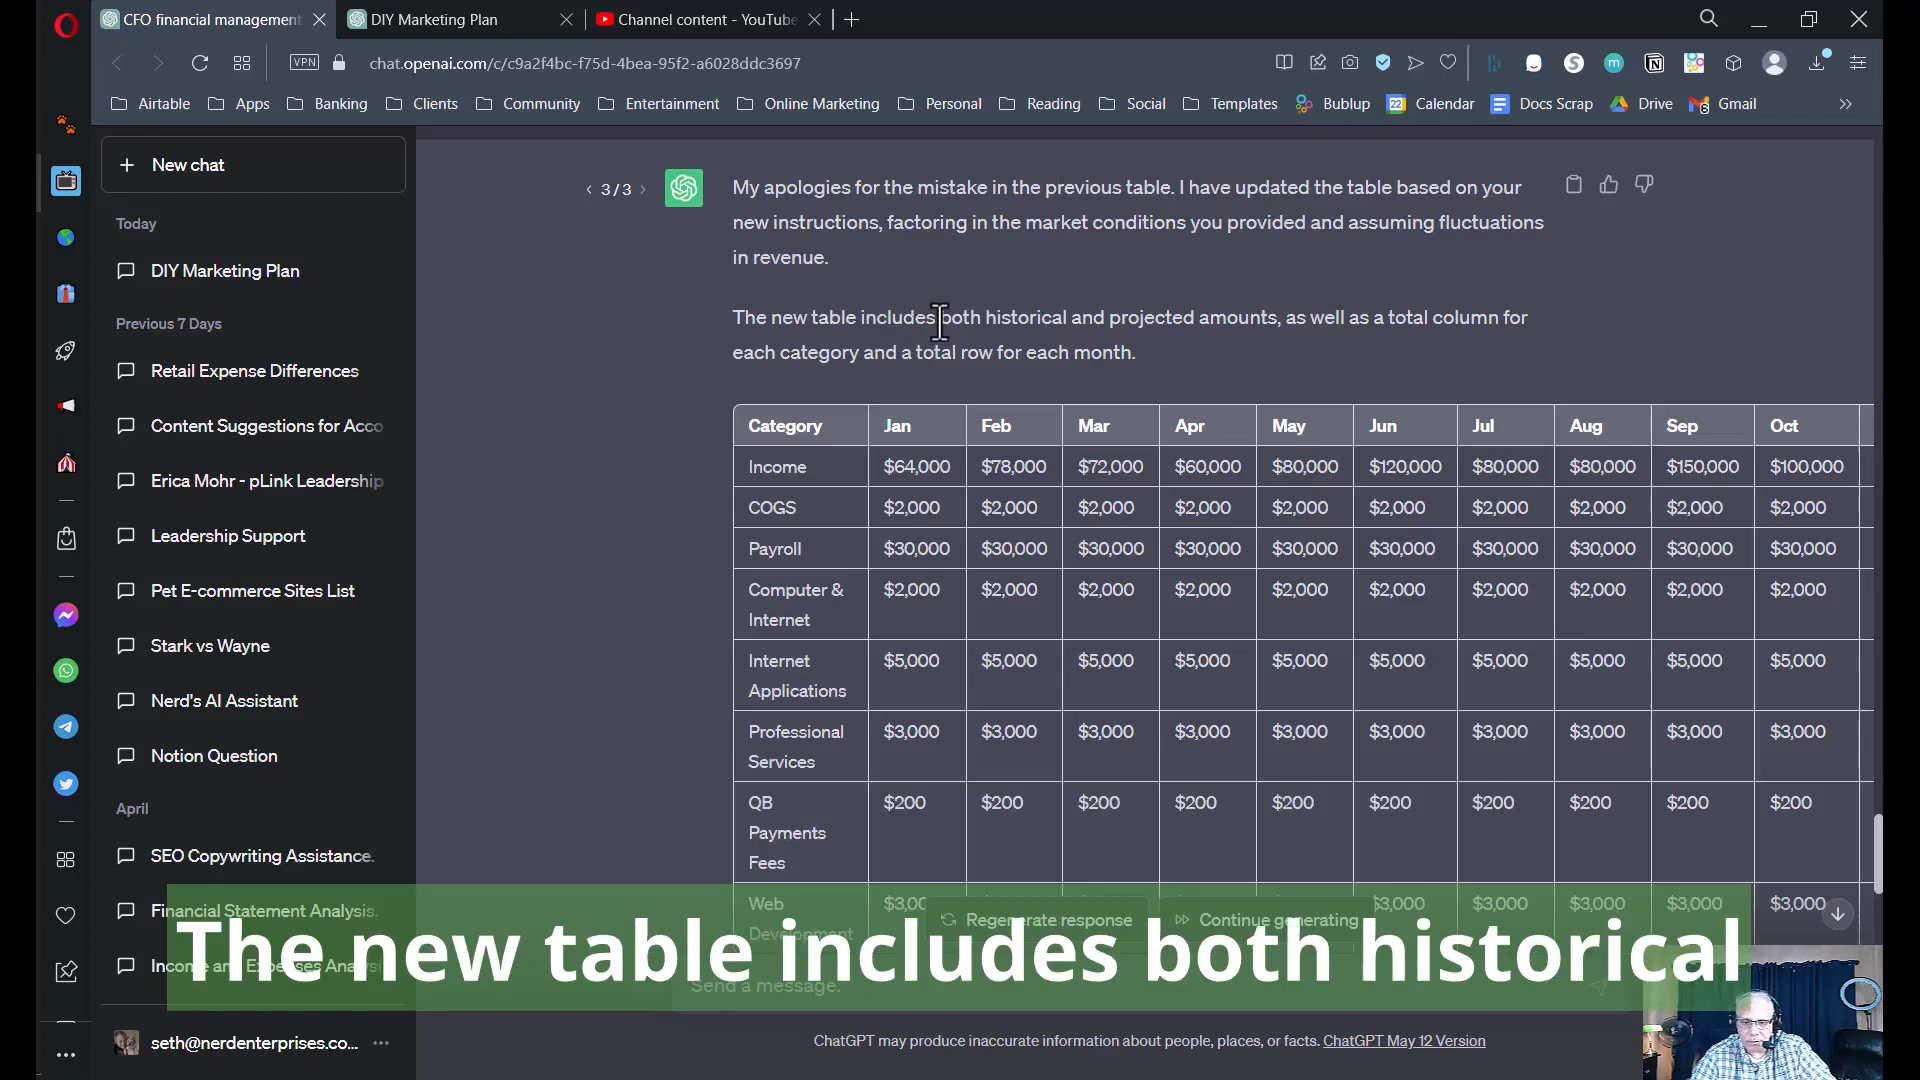 CFO financial management
DIY Marketing Plan
Channel content - YouTube
VPN
chat.openai.com/c/c9a2f4bc-f75d-4bea-95f2-a6028ddc3697
Airtable
Apps
Banking
Clients
Community
Entertainment
Online Marketing
Personal
Reading
Social
Templates
Bublup
22
Calendar
Docs Scrap
Drive
6
Gmail
New chat
Today
DIY Marketing Plan
Previous 7 Days
Retail Expense Differences
Content Suggestions for Acco
Erica Mohr - pLink Leadership
Leadership Support
Pet E-commerce Sites List
Stark vs Wayne
Nerd's AI Assistant
Notion Question
April
SEO Copywriting Assistance.
Financial Statement Analysis.
Income and Expenses Analysi
seth@nerdenterprises.co...
3 / 3
My apologies for the mistake in the previous table. I have updated the table based on your
new instructions, factoring in the market conditions you provided and assuming fluctuations
in revenue.
The new table includes both historical and projected amounts, as well as a total column for
each category and a total row for each month.
Category Jan Feb Mar Apr May Jun Jul Aug Sep Oct
Income $64,000 $78,000 $72,000 $60,000 $80,000 $120,000 $80,000 $80,000 $150,000 $100,000
COGS $2,000 $2,000 $2,000 $2,000 $2,000 $2,000 $2,000 $2,000 $2,000 $2,000
Payroll $30,000 $30,000 $30,000 $30,000 $30,000 $30,000 $30,000 $30,000 $30,000 $30,000
Computer & $2,000 $2,000 $2,000 $2,000 $2,000 $2,000 $2,000 $2,000 $2,000 $2,000
Internet
Internet $5,000 $5,000 $5,000 $5,000 $5,000 $5,000 $5,000 $5,000 $5,000 $5,000
Applications
Professional $3,000 $3,000 $3,000 $3,000 $3,000 $3,000 $3,000 $3,000 $3,000 $3,000
Services
QB $200 $200 $200 $200 $200 $200 $200 $200 $200 $200
Payments
Fees
Web $3,00 $3,000 $3,000 $3,000 $3,000 $3,000
Development
Regenerate response
Continue generating
The new table includes both historical
Send a message.
ChatGPT may produce inaccurate information about people, places, or facts. ChatGPT May 12 Version